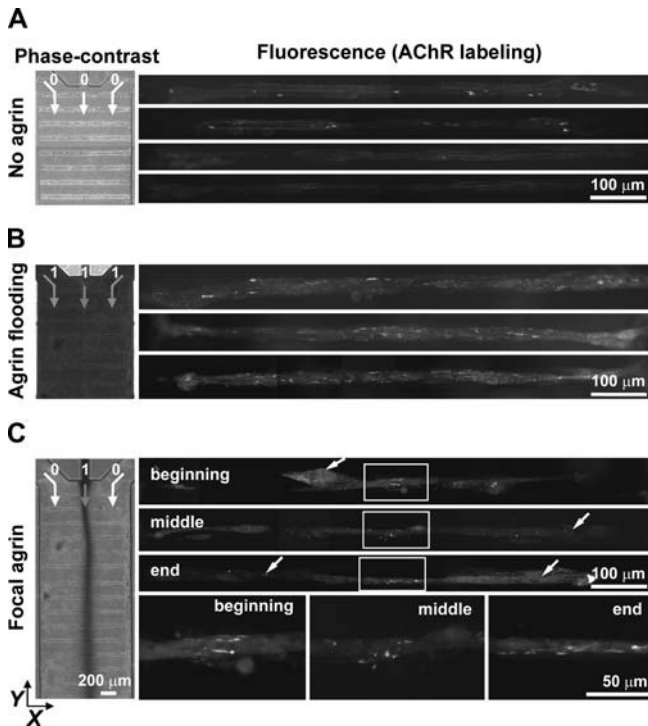 A
Phase-contrast
Fluorescence (AChR labeling)
No agrin
0 0 0
100 μm
B
Agrin flooding
1 1 1
100 μm
C
Focal agrin
0 1 0
beginning
middle
end
100 μm
beginning
middle
end
200 μm
50 μm
Y
X